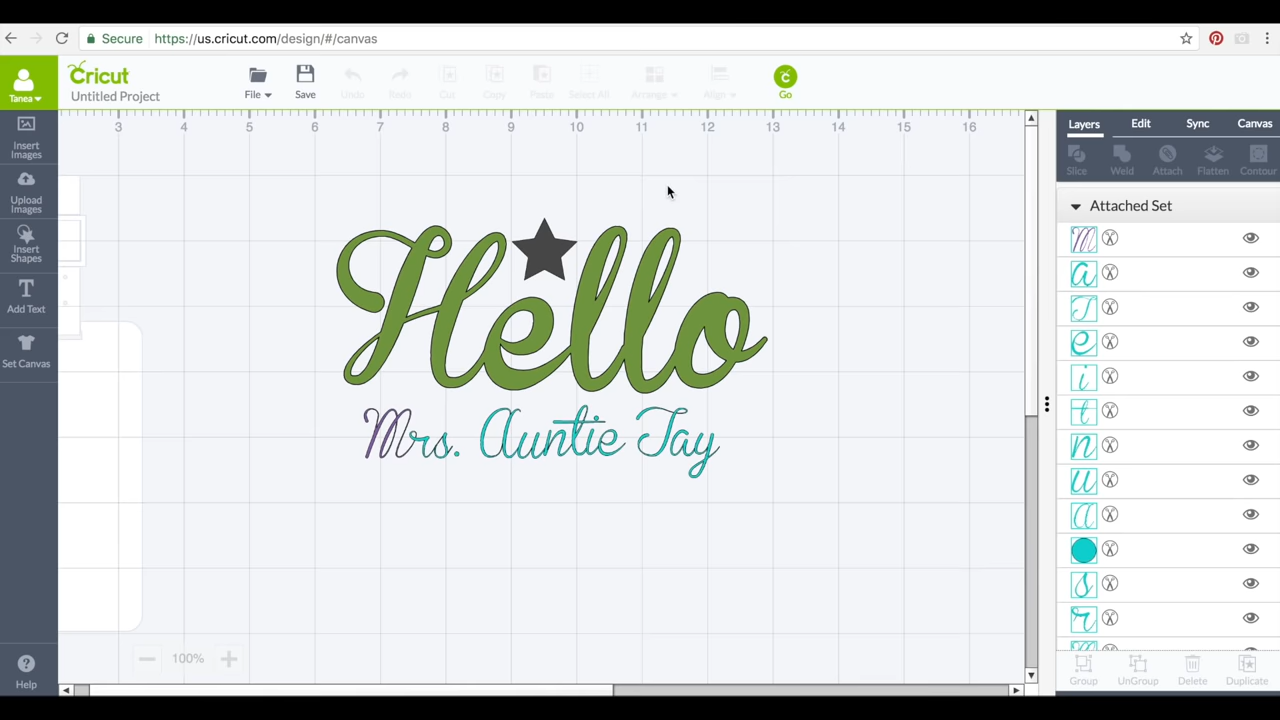 Secure https://us.cricut.com/design/#/canvas
Tanea
Cricut
Untitled Project
File Save Undo Redo Cut Copy Paste Select All Arrange Align Go
3 4 5 6 7 8 9 10 11 12 13 14 15 16
Insert Images
Upload Images
Insert Shapes
Add Text
Set Canvas
Help
Hello
Mrs. Auntie Tay
100%
Layers Edit Sync Canvas
Slice Weld Attach Flatten Contour
Attached Set
M
a
T
e
i
t
n
u
a
s
r
Group UnGroup Delete Duplicate